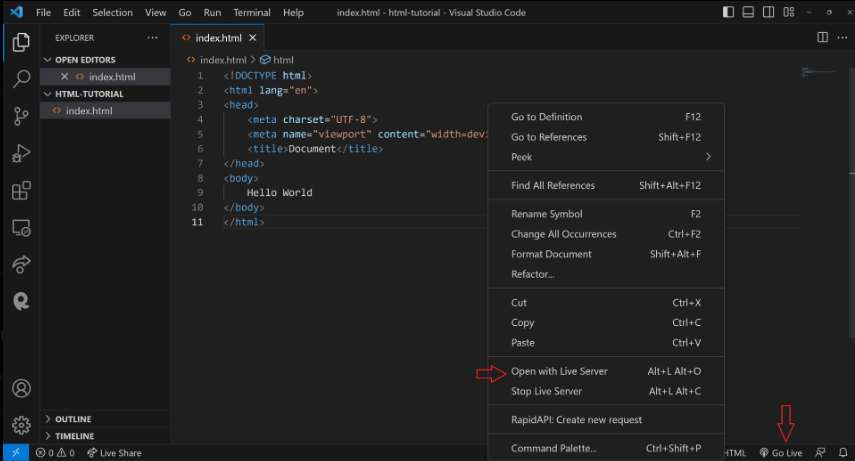 File Edit Selection View Go Run Terminal Help
index.html - html-tutorial - Visual Studio Code
EXPLORER
OPEN EDITORS
index.html
HTML-TUTORIAL
index.html
OUTLINE
TIMELINE
index.html
index.html > html
1 <!DOCTYPE html>
2 <html lang="en">
3 <head>
4 <meta charset="UTF-8">
5 <meta name="viewport" content="width=devi
6 <title>Document</title>
7 </head>
8 <body>
9 Hello World
10 </body>
11 </html>
Go to Definition F12
Go to References Shift+F12
Peek
Find All References Shift+Alt+F12
Rename Symbol F2
Change All Occurrences Ctrl+F2
Format Document Shift+Alt+F
Refactor...
Cut Ctrl+X
Copy Ctrl+C
Paste Ctrl+V
Open with Live Server Alt+L Alt+O
Stop Live Server Alt+L Alt+C
RapidAPI: Create new request
Command Palette... Ctrl+Shift+P
0 0 Live Share HTML Go Live